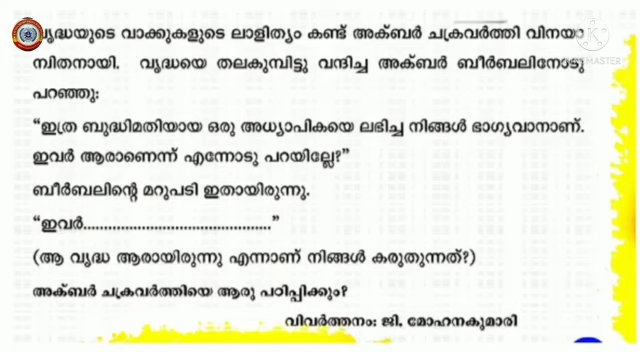 വൃദ്ധയുടെ വാക്കുകളുടെ ലാളിത്യം കണ്ട് അക്ബർ ചക്രവർത്തി വിനയാ
ന്വിതനായി. വൃദ്ധയെ തലകുമ്പിട്ടു വന്ദിച്ച അക്ബർ ബീർബലിനോടു
പറഞ്ഞു:
“ഇത്ര ബുദ്ധിമതിയായ ഒരു അധ്യാപികയെ ലഭിച്ച നിങ്ങൾ ഭാഗ്യവാനാണ്.
ഇവർ ആരാണെന്ന് എന്നോടു പറയില്ലേ?”
ബീർബലിന്റെ മറുപടി ഇതായിരുന്നു.
“ഇവർ.............................................”
(ആ വൃദ്ധ ആരായിരുന്നു എന്നാണ് നിങ്ങൾ കരുതുന്നത്?)
അക്ബർ ചക്രവർത്തിയെ ആരു പഠിപ്പിക്കും?
വിവർത്തനം: ജി. മോഹനകുമാരി